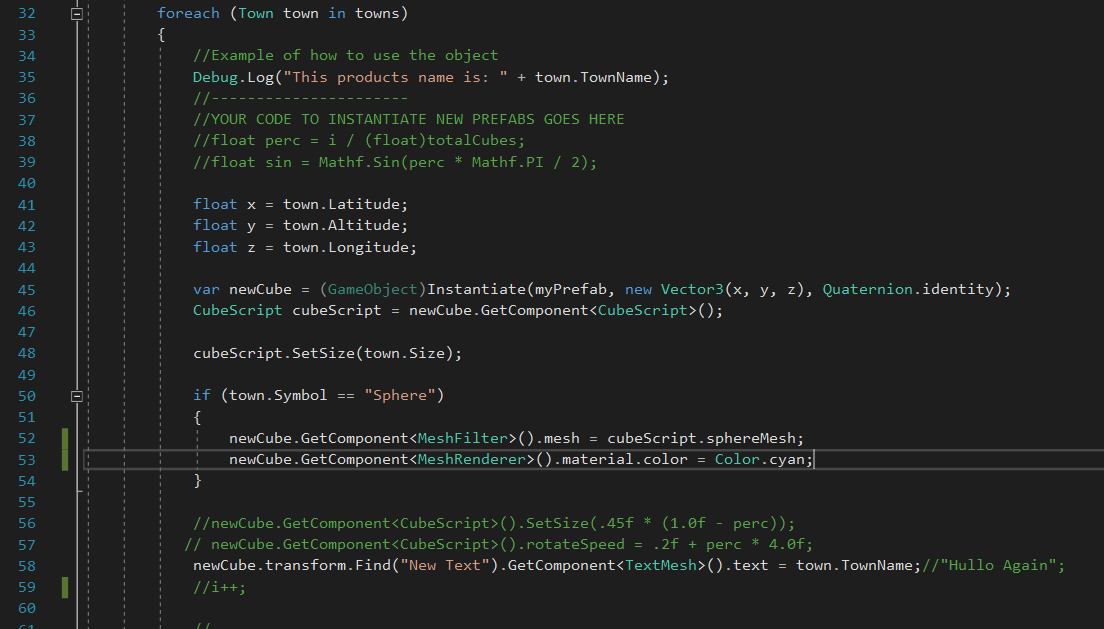 32 foreach (Town town in towns)
33 {
34 //Example of how to use the object
35 Debug.Log("This products name is: " + town.TownName);
36 //----------------------
37 //YOUR CODE TO INSTANTIATE NEW PREFABS GOES HERE
38 //float perc = i / (float)totalCubes;
39 //float sin = Mathf.Sin(perc * Mathf.PI / 2);
40
41 float x = town.Latitude;
42 float y = town.Altitude;
43 float z = town.Longitude;
44
45 var newCube = (GameObject)Instantiate(myPrefab, new Vector3(x, y, z), Quaternion.identity);
46 CubeScript cubeScript = newCube.GetComponent<CubeScript>();
47
48 cubeScript.SetSize(town.Size);
49
50 if (town.Symbol == "Sphere")
51 {
52 newCube.GetComponent<MeshFilter>().mesh = cubeScript.sphereMesh;
53 newCube.GetComponent<MeshRenderer>().material.color = Color.cyan;
54 }
55
56 //newCube.GetComponent<CubeScript>().SetSize(.45f * (1.0f - perc));
57 // newCube.GetComponent<CubeScript>().rotateSpeed = .2f + perc * 4.0f;
58 newCube.transform.Find("New Text").GetComponent<TextMesh>().text = town.TownName;//"Hullo Again";
59 //i++;
60
61 //